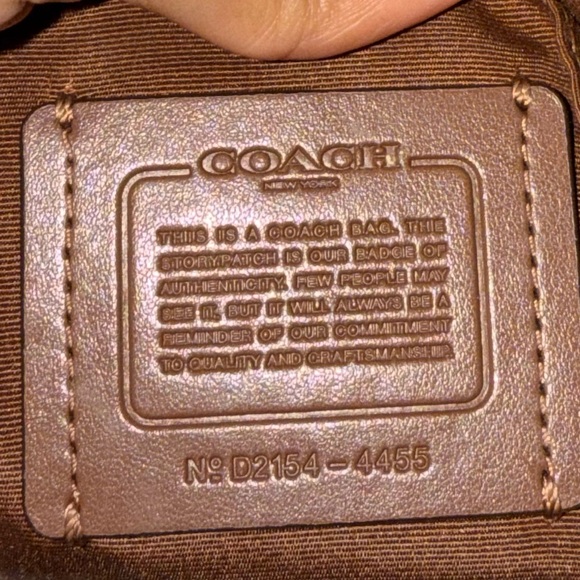 COACH
NEW YORK
THIS IS A COACH BAG. THE
STORYPATCH IS OUR BADGE OF
AUTHENTICITY. FEW PEOPLE MAY
SEE IT, BUT IT WILL ALWAYS BE A
REMINDER OF OUR COMMITMENT
TO QUALITY AND CRAFTSMANSHIP.
Nº D2154-4455